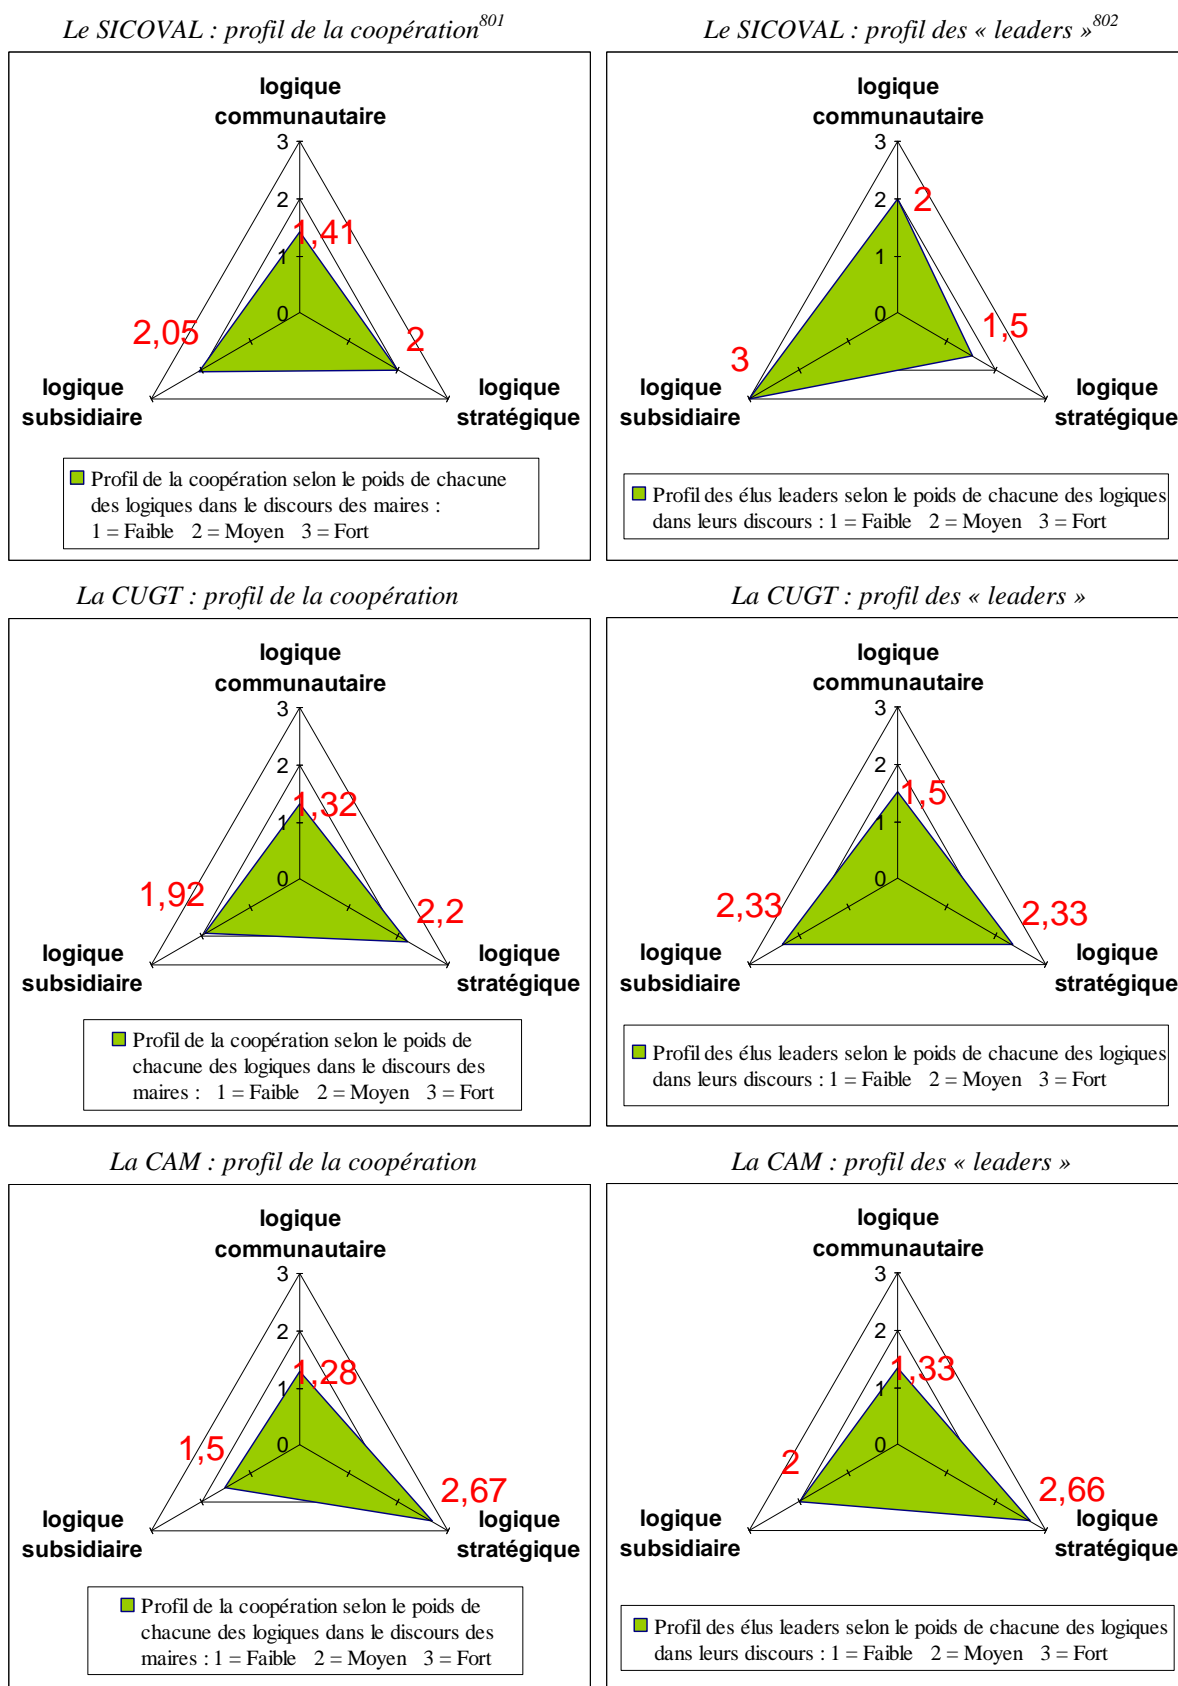 Le SICOVAL : profil de la coopération801
logique
communautaire
3
2
1,41
1
0
2,05
2
logique
subsidiaire
logique
stratégique
Profil de la coopération selon le poids de chacune
des logiques dans le discours des maires :
1 = Faible 2 = Moyen 3 = Fort
Le SICOVAL : profil des « leaders »802
logique
communautaire
3
2
2
1
0
1,5
3
logique
subsidiaire
logique
stratégique
Profil des élus leaders selon le poids de chacune des logiques
dans leurs discours : 1 = Faible 2 = Moyen 3 = Fort
La CUGT : profil de la coopération
logique
communautaire
3
2
1,32
1
0
1,92
2,2
logique
subsidiaire
logique
stratégique
Profil de la coopération selon le poids de
chacune des logiques dans le discours des
maires : 1 = Faible 2 = Moyen 3 = Fort
La CUGT : profil des « leaders »
logique
communautaire
3
2
1,5
1
0
2,33
2,33
logique
subsidiaire
logique
stratégique
Profil des élus leaders selon le poids de chacune des logiques
dans leurs discours : 1 = Faible 2 = Moyen 3 = Fort
La CAM : profil de la coopération
logique
communautaire
3
2
1,28
1
0
1,5
2,67
logique
subsidiaire
logique
stratégique
Profil de la coopération selon le poids de
chacune des logiques dans le discours des
maires : 1 = Faible 2 = Moyen 3 = Fort
La CAM : profil des « leaders »
logique
communautaire
3
2
1,33
1
0
2
2,66
logique
subsidiaire
logique
stratégique
Profil des élus leaders selon le poids de chacune des logiques
dans leurs discours : 1 = Faible 2 = Moyen 3 = Fort